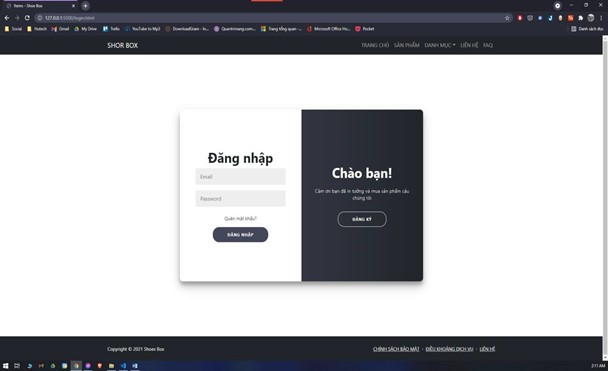 Items - Shoe Box
127.0.0.1:5500/login.html
Social
Hutech
Gmail
My Drive
Trello
YouTube to Mp3
DownloadGram - In...
Quantrimang.com...
Trang tổng quan -...
Microsoft Office Ho...
Pocket
Danh sách đọc
SHOR BOX
TRANG CHỦ SẢN PHẨM DANH MỤC LIÊN HỆ FAQ
Đăng nhập
Email
Password
Quên mật khẩu?
ĐĂNG NHẬP
Chào bạn!
Cảm ơn bạn đã tin tưởng và mua sản phẩm của
chúng tôi
ĐĂNG KÝ
Copyright © 2021 Shoes Box
CHÍNH SÁCH BẢO MẬT · ĐIỀU KHOẢNG DỊCH VỤ · LIÊN HỆ
2:11 AM